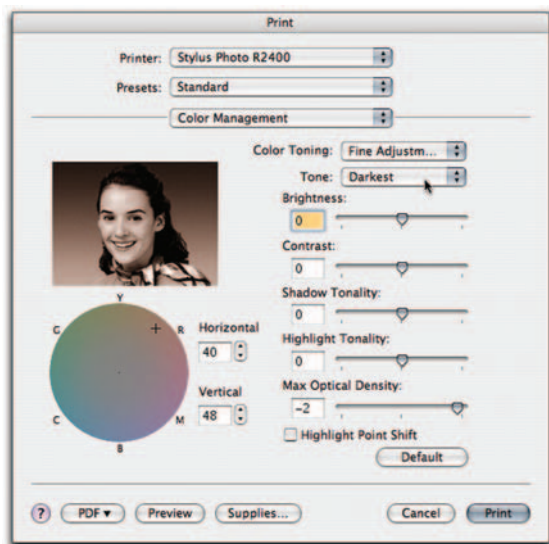 Print
Printer: Stylus Photo R2400
Presets: Standard
Color Management
Color Toning: Fine Adjustm...
Tone: Darkest
Brightness:
0
Contrast:
0
Shadow Tonality:
0
Highlight Tonality:
0
Max Optical Density:
-2
Highlight Point Shift
Default
Y
G
R
C
M
B
Horizontal
40
Vertical
48
?
PDF
Preview
Supplies...
Cancel
Print